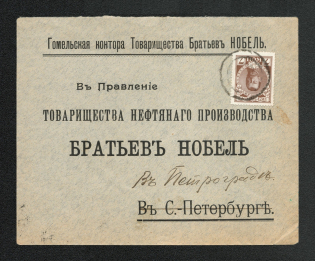 Гомельская контора Товарищества Братьевъ НОБЕЛЬ.
Въ Правленіе
ТОВАРИЩЕСТВА НЕФТЯНАГО ПРОИЗВОДСТВА
БРАТЬЕВЪ НОБЕЛЬ
Въ Петроградъ
Въ С.-Петербургѣ.